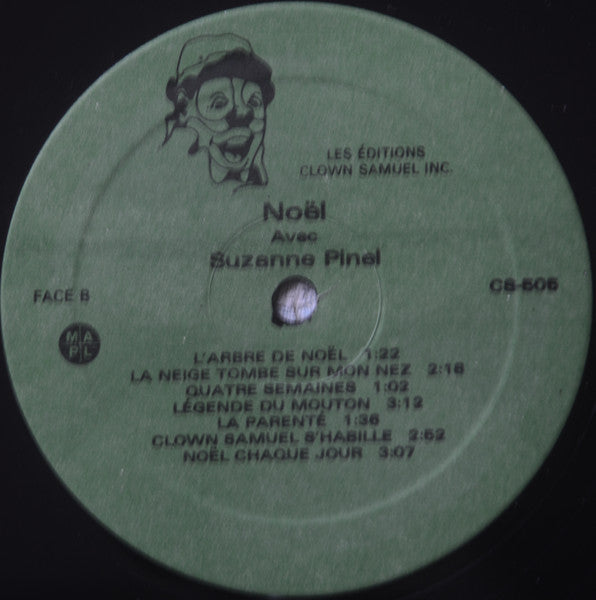 LES ÉDITIONS
CLOWN SAMUEL INC.
Noël
Avec
Suzanne Pinel
FACE B
CS-505
M A
P L
L'ARBRE DE NOËL 1:22
LA NEIGE TOMBE SUR MON NEZ 2:18
QUATRE SEMAINES 1:02
LÉGENDE DU MOUTON 3:12
LA PARENTÉ 1:36
CLOWN SAMUEL S'HABILLE 2:52
NOËL CHAQUE JOUR 3:07